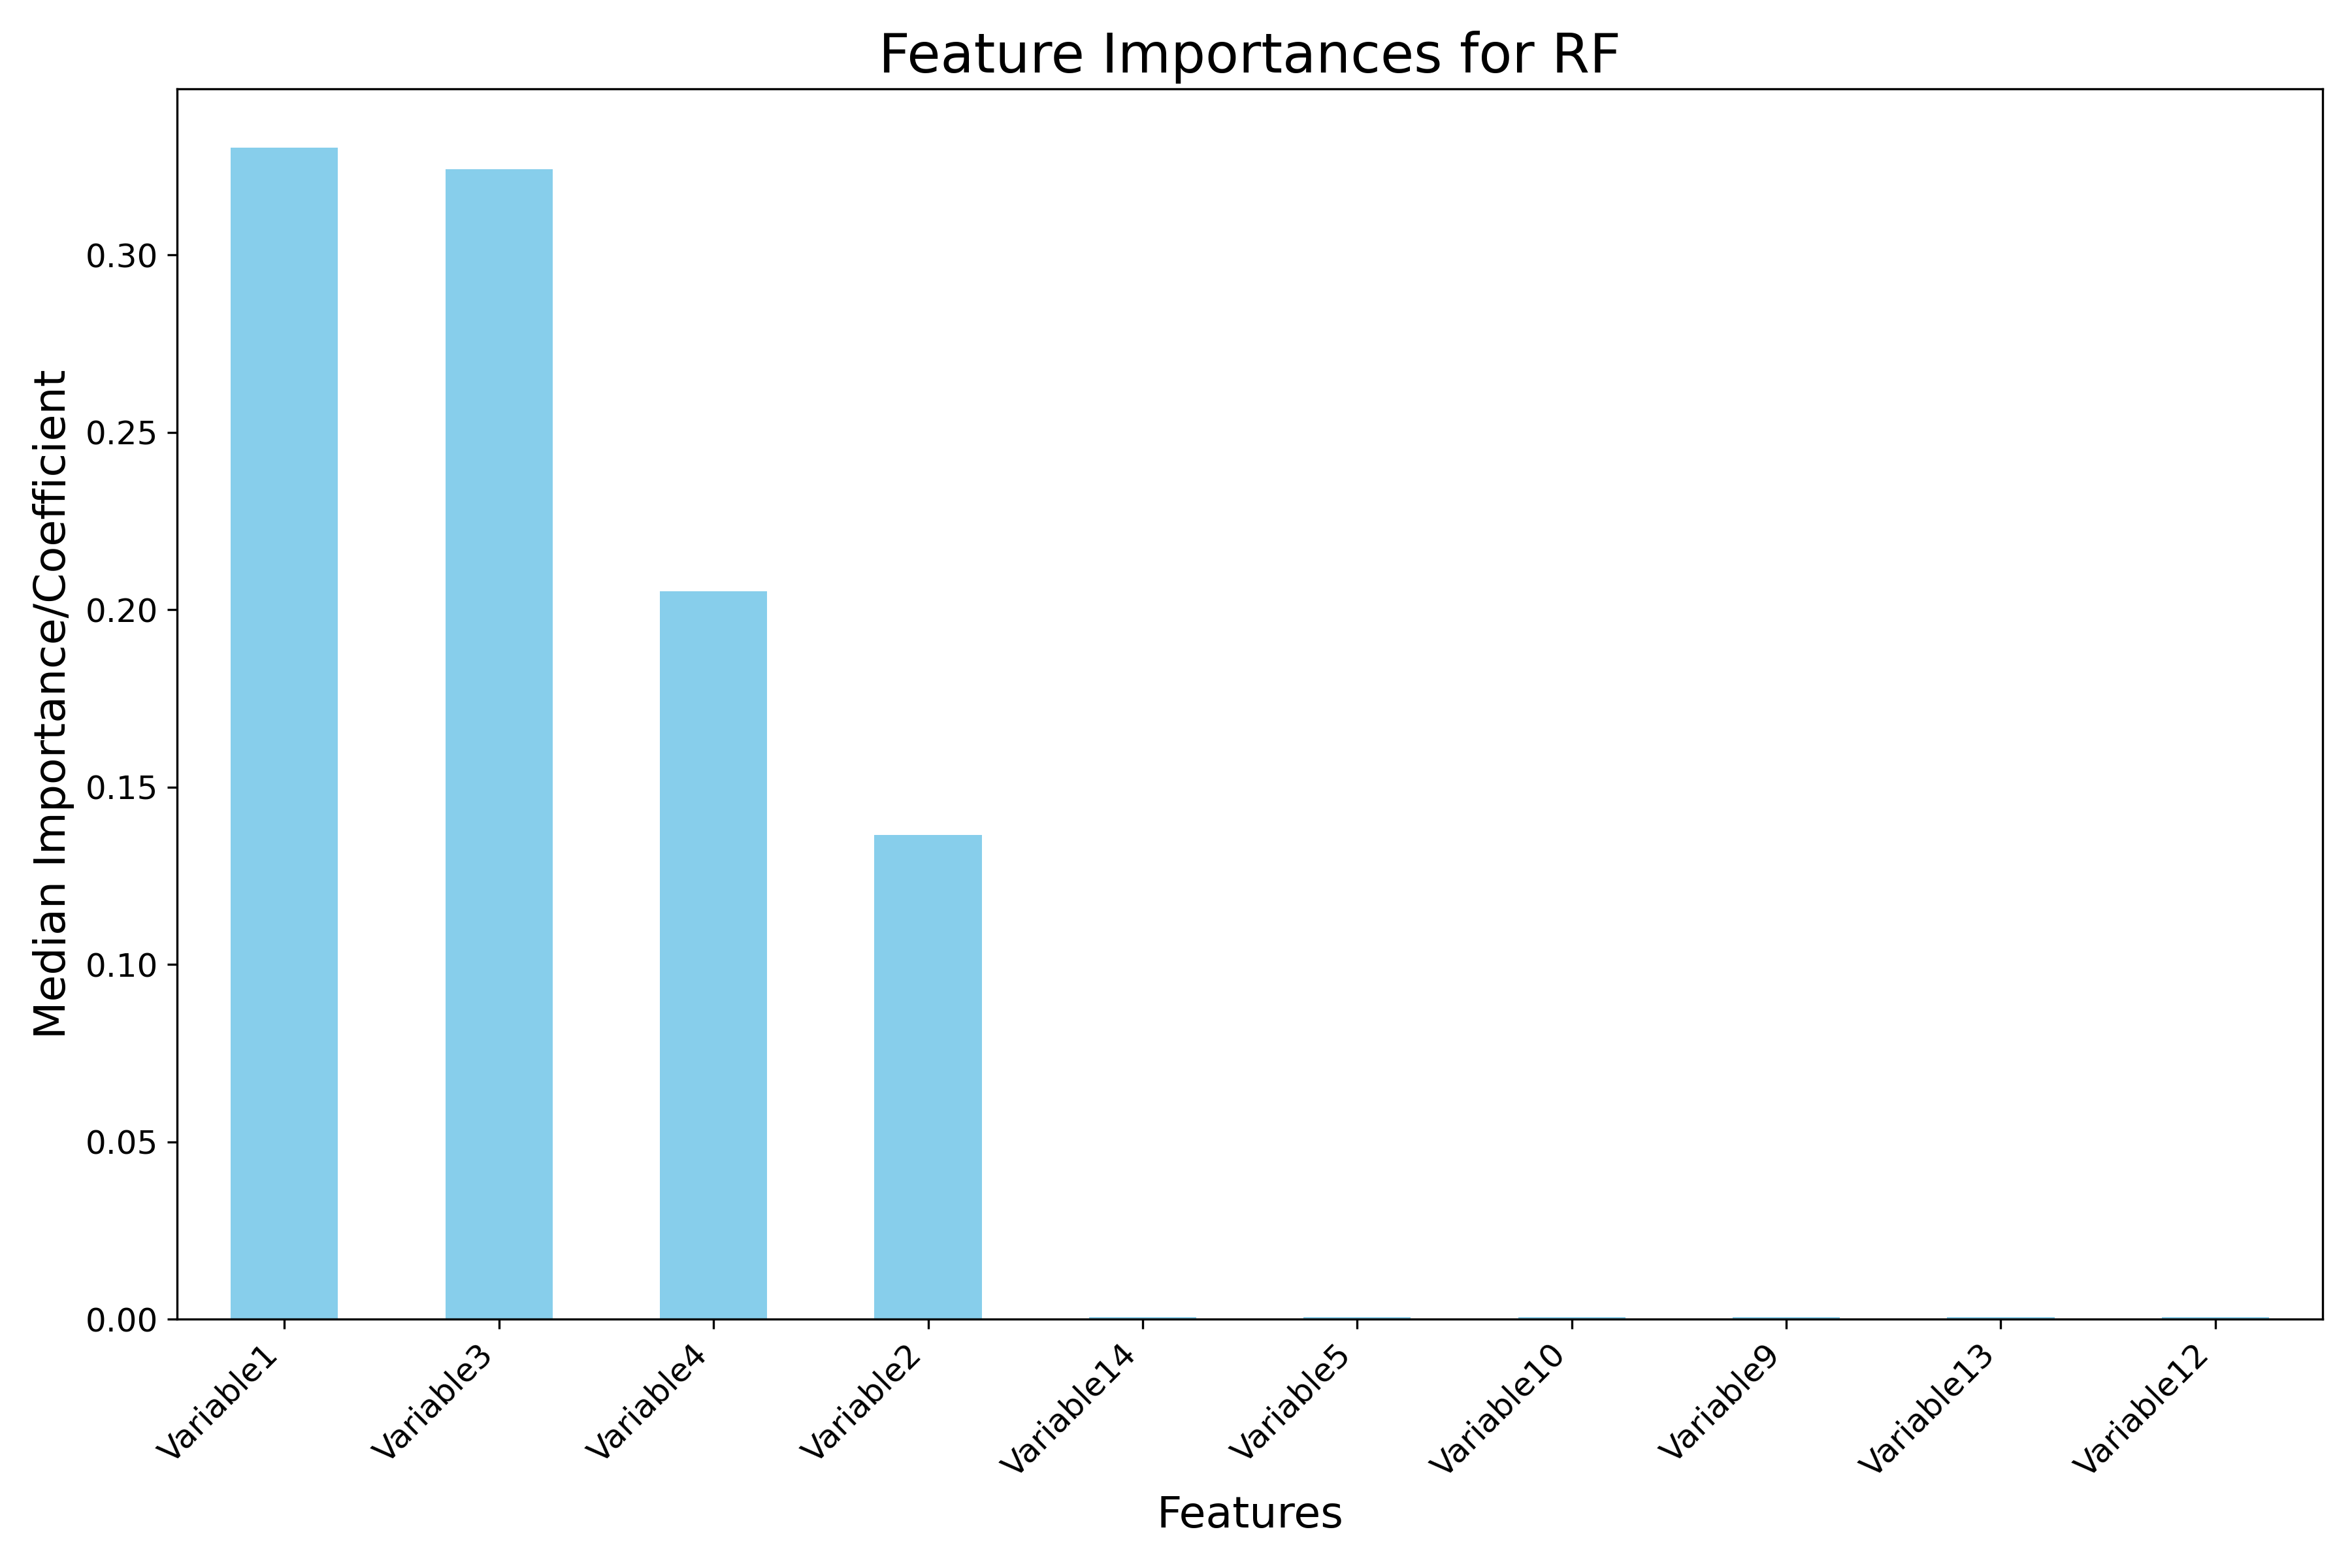 Feature Importances for RF
Median Importance/Coefficient
0.30
0.25
0.20
0.15
0.10
0.05
0.00
Variable1
Variable3
Variable4
Variable2
Variable14
Variable5
Variable10
Variable9
Variable13
Variable12
Features